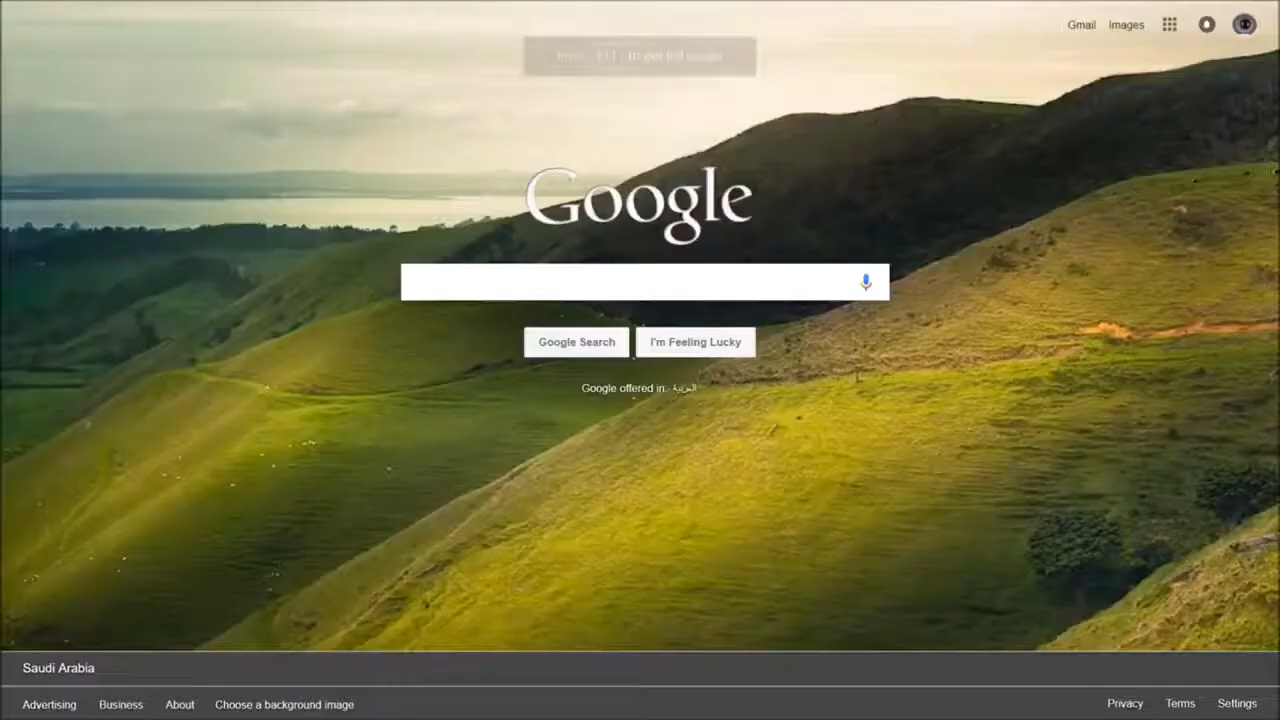 Gmail Images
to
Google
Google Search I'm Feeling Lucky
Google offered in: العربية
Saudi Arabia
Advertising Business About Choose a background image Privacy Terms Settings